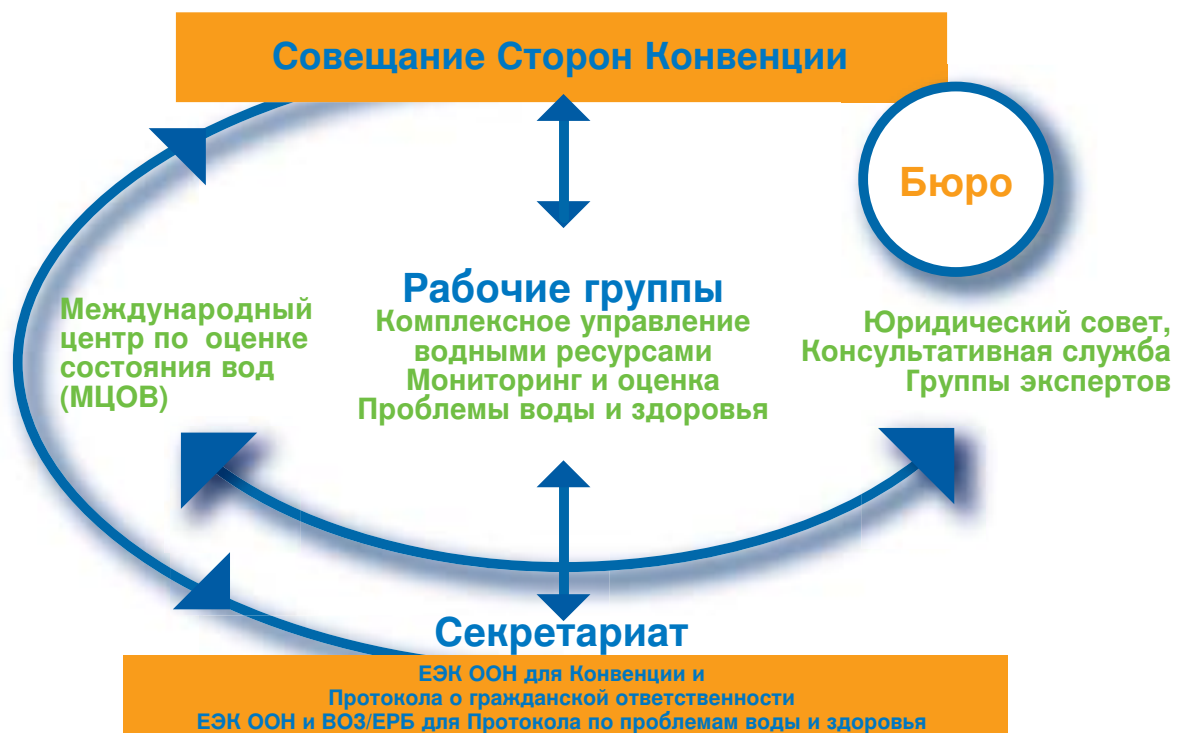 Совещание Сторон Конвенции
Бюро
Рабочие группы
Комплексное управление
водными ресурсами
Мониторинг и оценка
Проблемы воды и здоровья
Международный
центр по оценке
состояния вод
(МЦОВ)
Юридический совет,
Консультативная служба
Группы экспертов
Секретариат
ЕЭК ООН для Конвенции и
Протокола о гражданской ответственности
ЕЭК ООН и ВОЗ/ЕРБ для Протокола по проблемам воды и здоровья